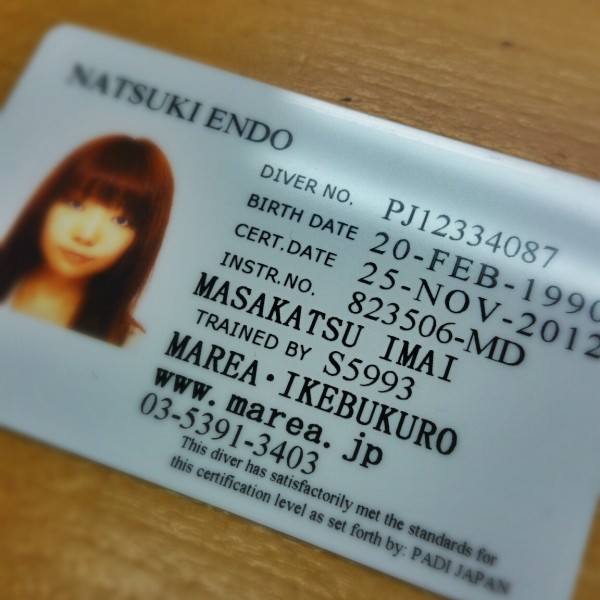 NATSUKI ENDO
DIVER NO. PJ12334087
BIRTH DATE 20-FEB-1990
CERT.DATE 25-NOV-2012
INSTR.NO. 823506-MD
MASAKATSU IMAI
TRAINED BY S5993
MAREA・IKEBUKURO
www.marea.jp
03-5391-3403
This diver has satisfactorily met the standards for
this certification level as set forth by: PADI JAPAN